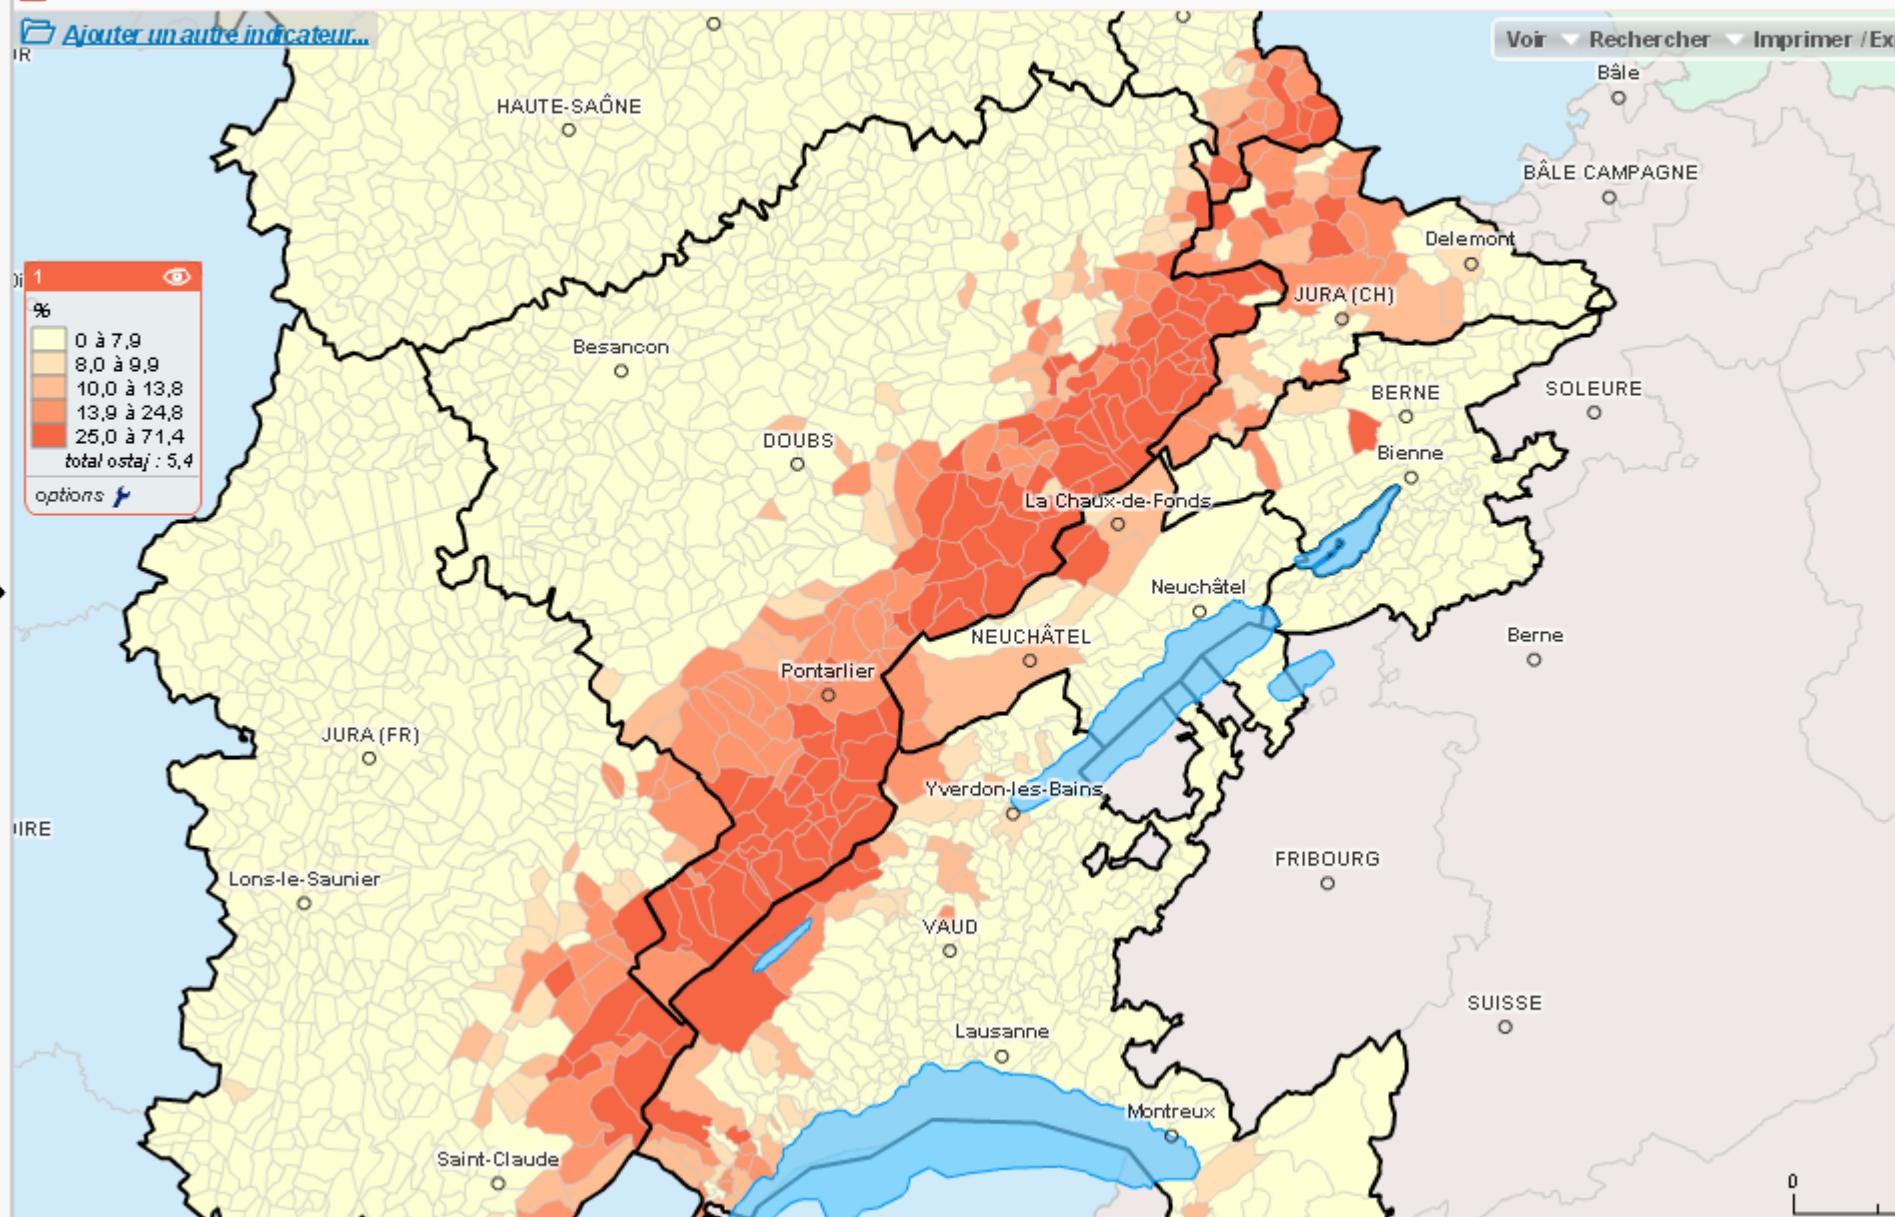 Ajouter un autre indicateur...
Voir Rechercher Imprimer / Ex
Bâle
HAUTE-SAÔNE
BÂLE CAMPAGNE
Delemont
JURA (CH)
1
%
0 à 7,9
8,0 à 9,9
10,0 à 13,8
13,9 à 24,8
25,0 à 71,4
total ostaj : 5,4
options
Besancon
BERNE
SOLEURE
DOUBS
Bienne
La Chaux-de-Fonds
Neuchâtel
NEUCHÂTEL
Berne
Pontarlier
JURA (FR)
Yverdon-les-Bains
IRE
FRIBOURG
Lons-le-Saunier
VAUD
SUISSE
Lausanne
Montreux
Saint-Claude
0